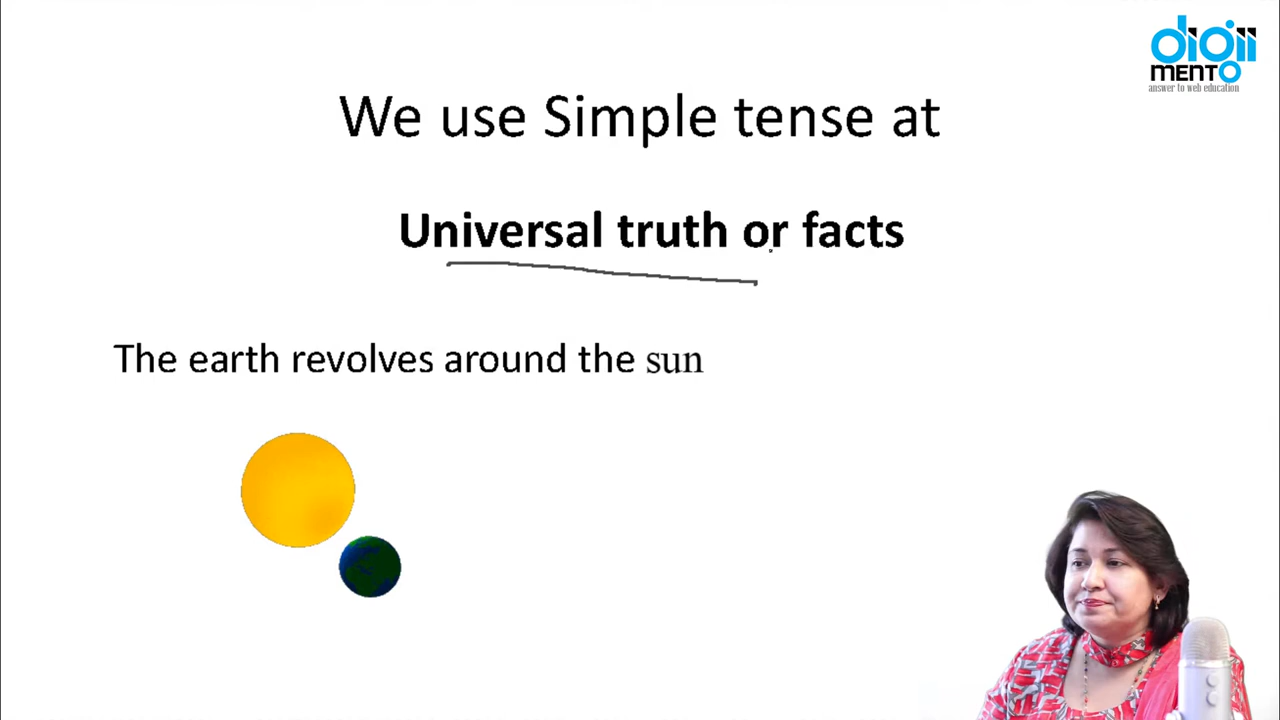 digii
MENTO
answer to web education
We use Simple tense at
Universal truth or facts
The earth revolves around the sun